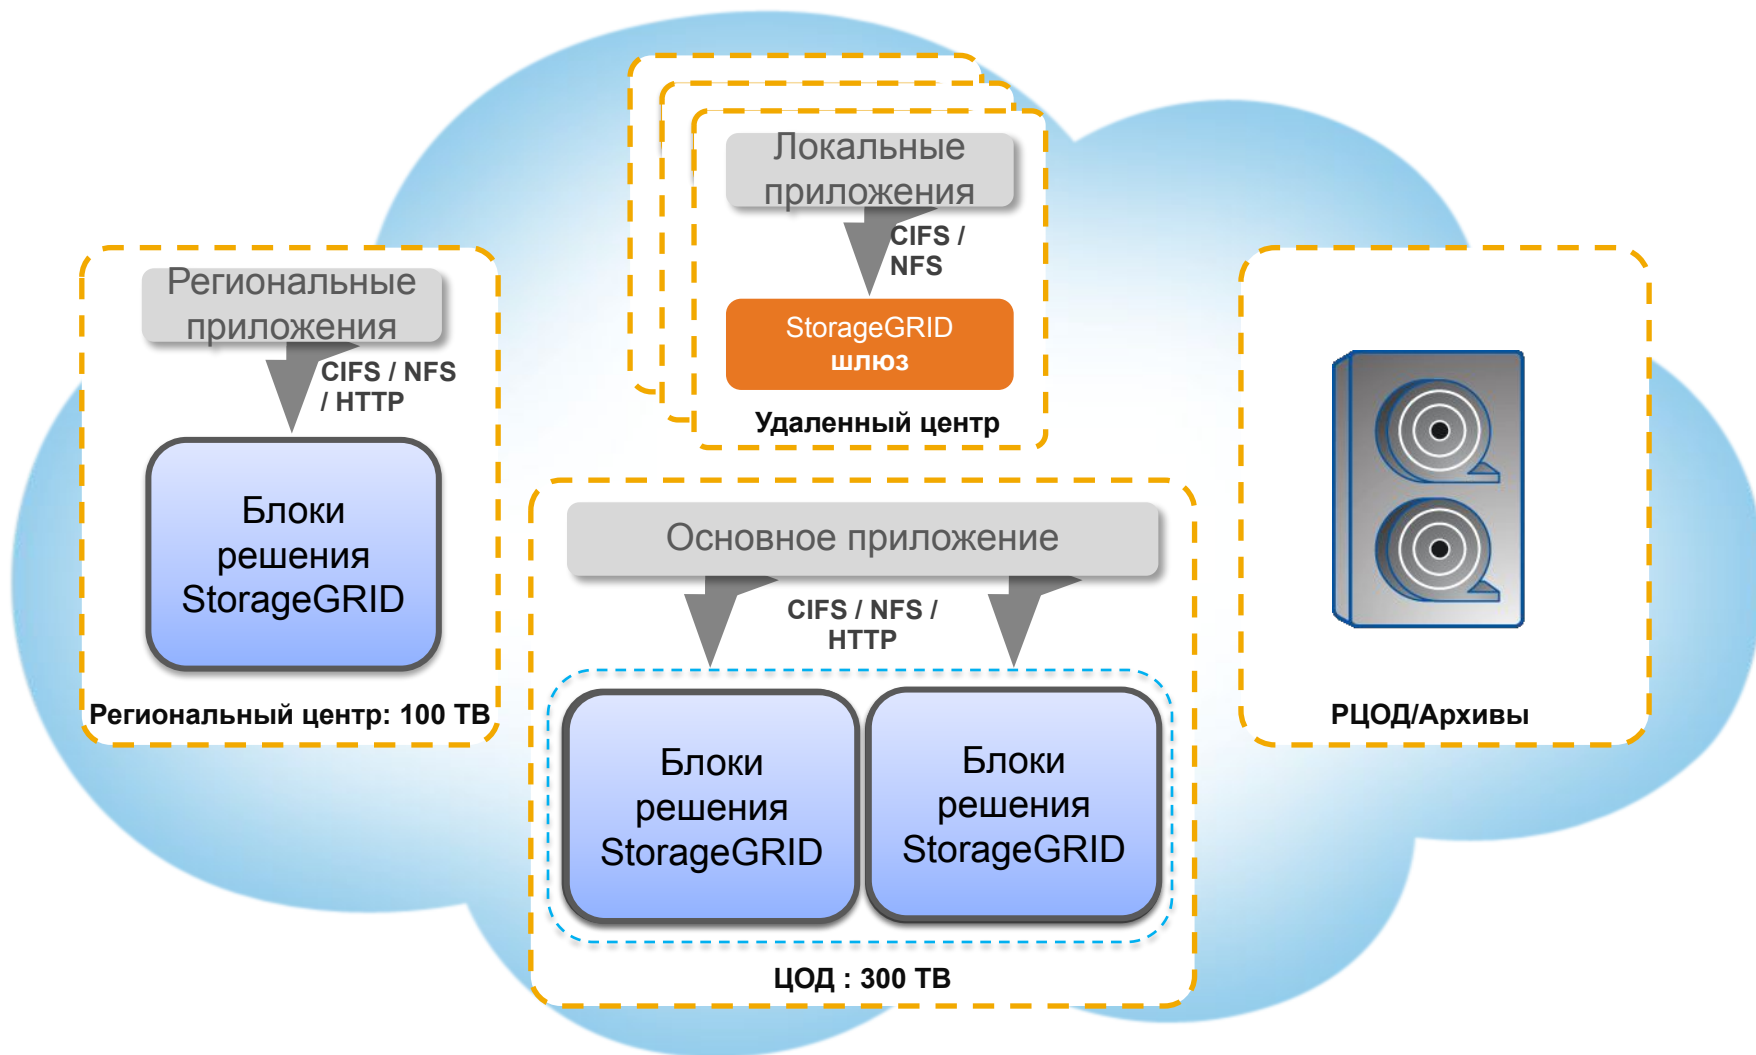 Локальные
приложения
CIFS /
NFS
StorageGRID
шлюз
Удаленный центр
Региональные
приложения
CIFS / NFS
/ HTTP
Блоки
решения
StorageGRID
Региональный центр: 100 ТВ
Основное приложение
CIFS / NFS /
HTTP
Блоки
решения
StorageGRID
Блоки
решения
StorageGRID
ЦОД : 300 ТВ
РЦОД/Архивы